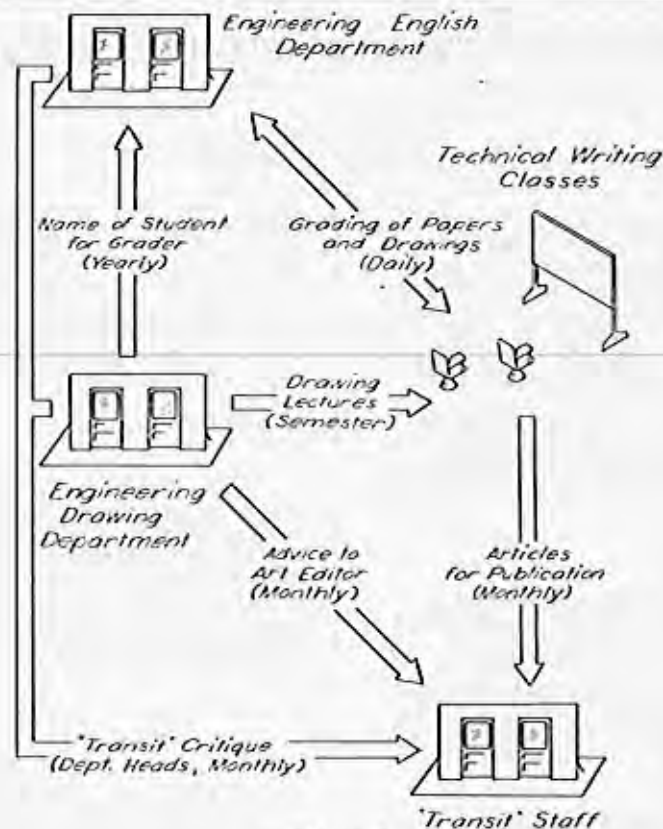 Engineering English
Department
Technical Writing
Classes
Name of Student
for Grader
(Yearly)
Grading of Papers
and Drawings
(Daily)
Drawing
Lectures
(Semester)
Engineering
Drawing
Department
Advice to
Art Editor
(Monthly)
Articles
for Publication
(Monthly)
"Transit" Critique
(Dept. Heads, Monthly)
"Transit" Staff